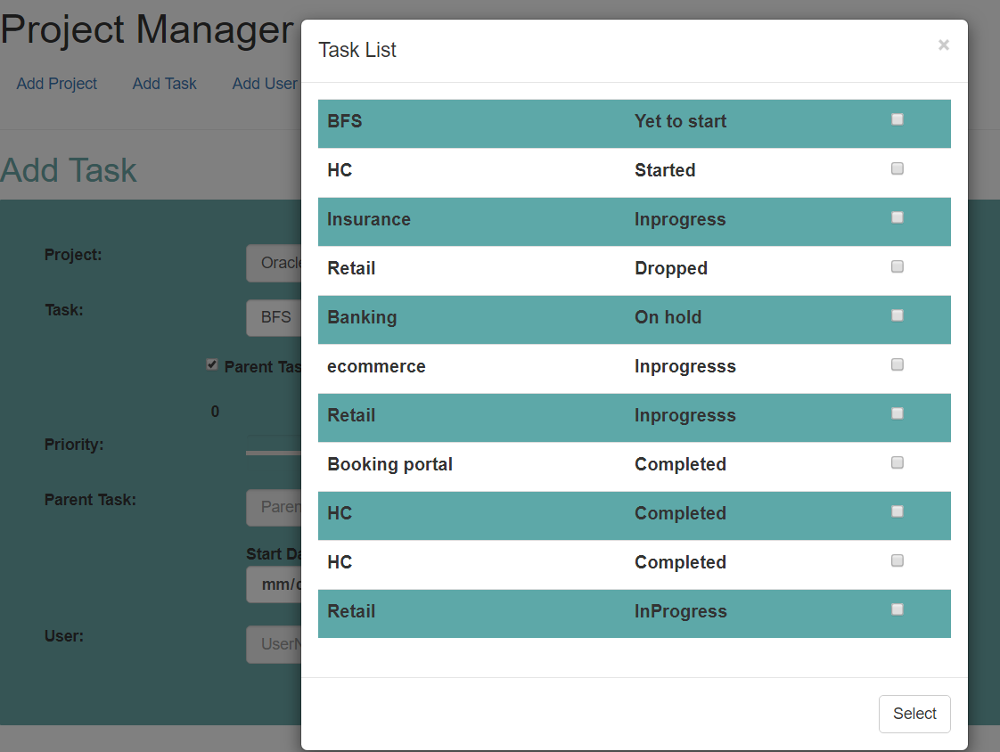 Project Manager
Add Project Add Task Add User
Add Task
Project:
Oracle
Task:
BFS
Parent Tas
0
Priority:
Parent Task:
Paren
Start Da
mm/d
User:
UserN
Task List
×
BFS Yet to start
HC Started
Insurance Inprogress
Retail Dropped
Banking On hold
ecommerce Inprogresss
Retail Inprogresss
Booking portal Completed
HC Completed
HC Completed
Retail InProgress
Select